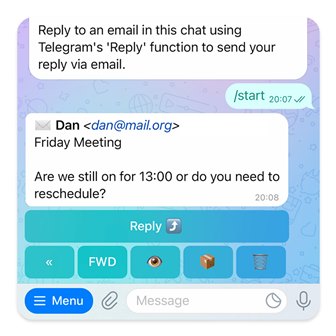 Reply to an email in this chat using
Telegram's 'Reply' function to send your
reply via email.
/start 20:07
Dan <dan@mail.org>
Friday Meeting
Are we still on for 13:00 or do you need to
reschedule?
20:08
Reply
« FWD
Menu Message